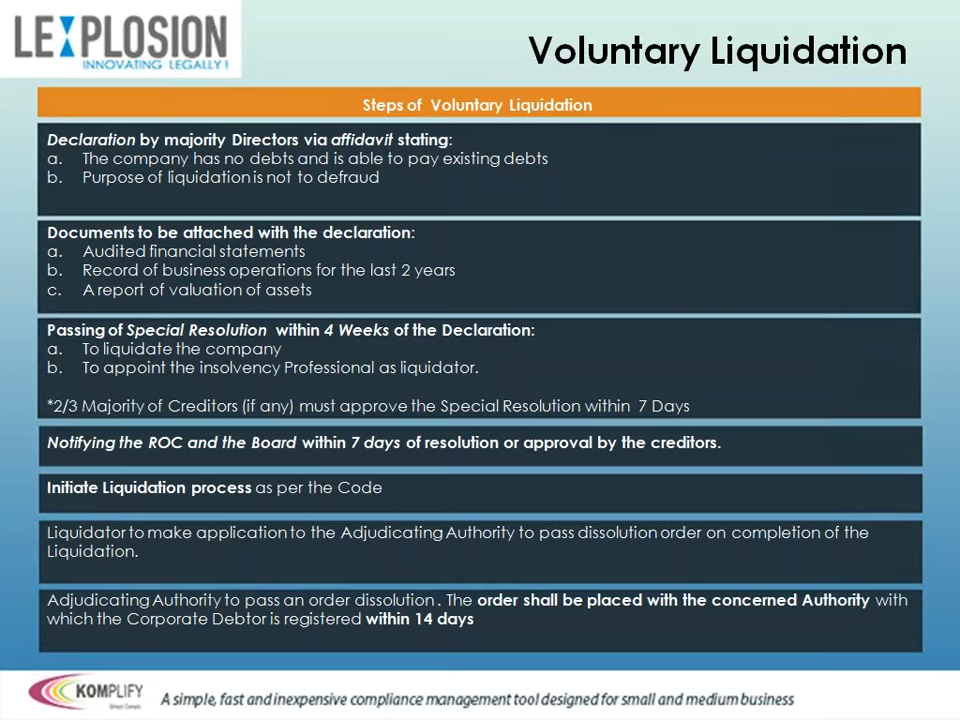 LEXPLOSION
INNOVATING LEGALLY!
Voluntary Liquidation
Steps of Voluntary Liquidation
Declaration by majority Directors via affidavit stating:
a. The company has no debts and is able to pay existing debts
b. Purpose of liquidation is not to defraud
Documents to be attached with the declaration:
a. Audited financial statements
b. Record of business operations for the last 2 years
c. A report of valuation of assets
Passing of Special Resolution within 4 Weeks of the Declaration:
a. To liquidate the company
b. To appoint the insolvency Professional as liquidator.
*2/3 Majority of Creditors (if any) must approve the Special Resolution within 7 Days
Notifying the ROC and the Board within 7 days of resolution or approval by the creditors.
Initiate Liquidation process as per the Code
Liquidator to make application to the Adjudicating Authority to pass dissolution order on completion of the
Liquidation.
Adjudicating Authority to pass an order dissolution . The order shall be placed with the concerned Authority with
which the Corporate Debtor is registered within 14 days
KOMPLIFY
Simply Comply
A simple, fast and inexpensive compliance management tool designed for small and medium business